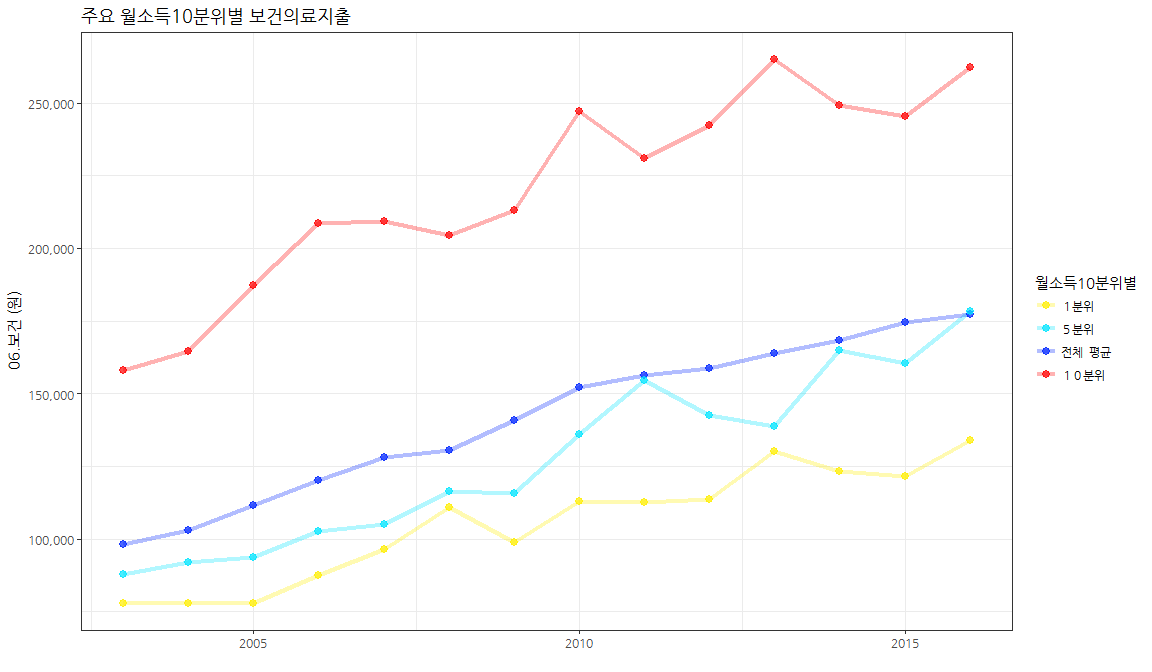 주요 월소득10분위별 보건의료지출
06.보건 (원)
250,000
200,000
150,000
100,000
2005
2010
2015
월소득10분위별
1분위
5분위
전체 평균
1０분위